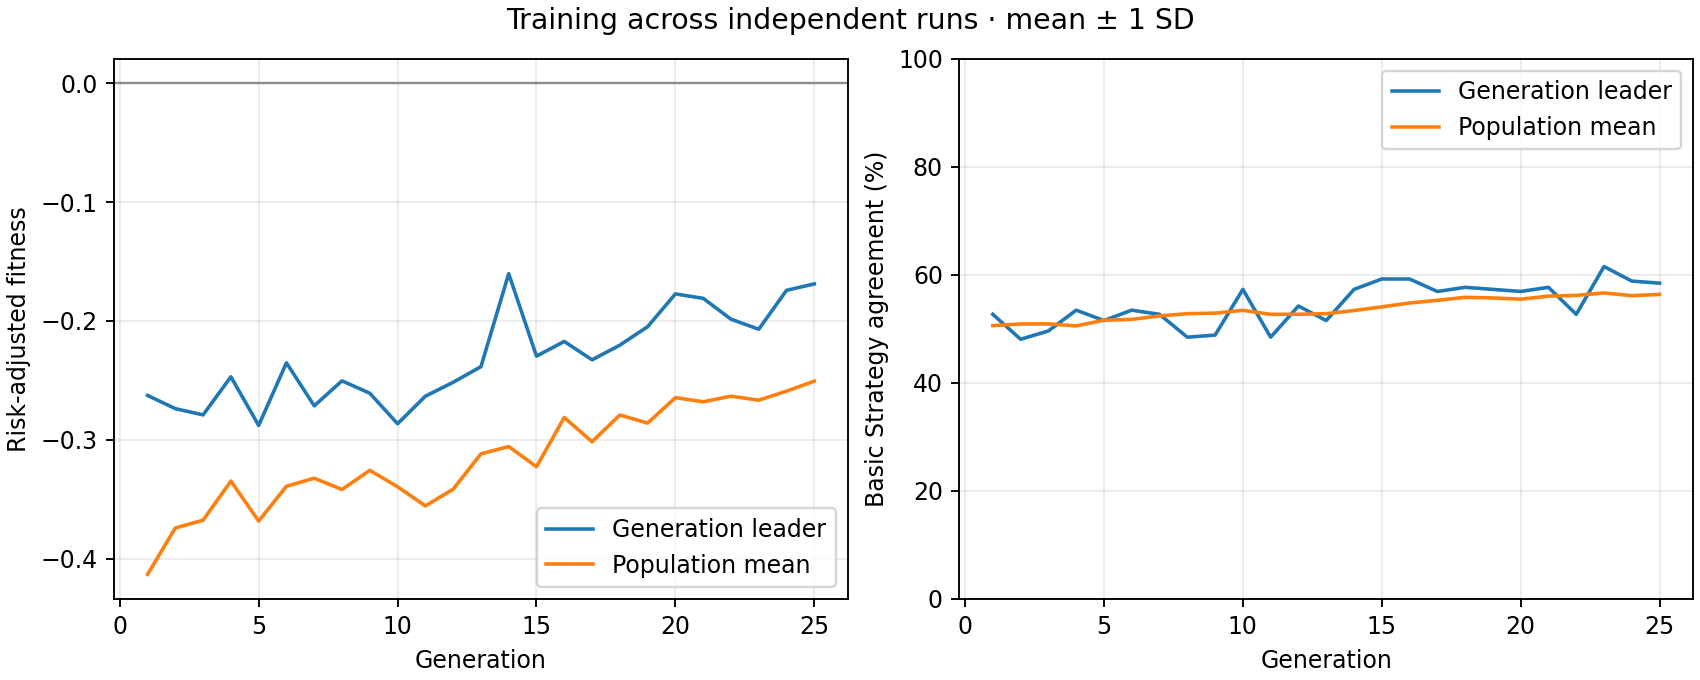 Training across independent runs · mean ± 1 SD
Risk-adjusted fitness
0.0
−0.1
−0.2
−0.3
−0.4
Generation leader
Population mean
0 5 10 15 20 25
Generation
Basic Strategy agreement (%)
100
80
60
40
20
0
Generation leader
Population mean
0 5 10 15 20 25
Generation